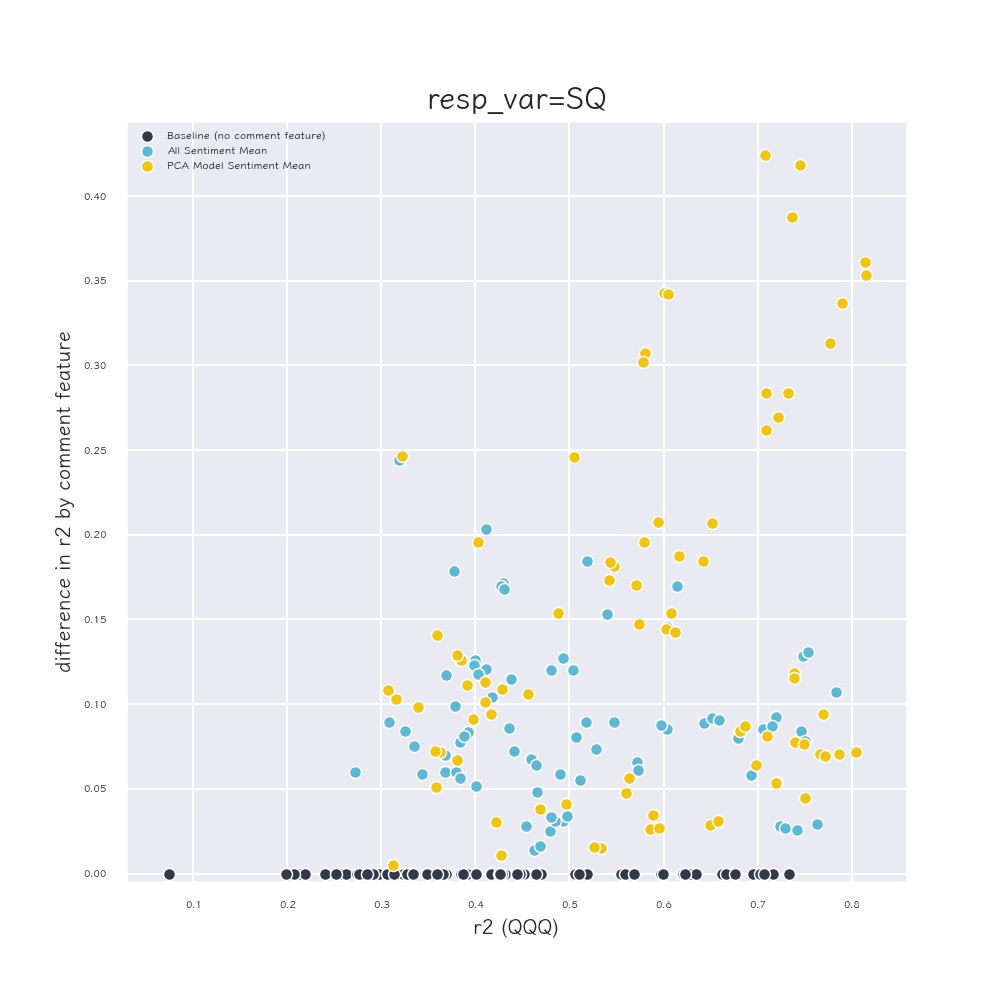 resp_var=SQ
Baseline (no comment feature)
All Sentiment Mean
PCA Model Sentiment Mean
difference in r2 by comment feature
0.40
0.35
0.30
0.25
0.20
0.15
0.10
0.05
0.00
0.1 0.2 0.3 0.4 0.5 0.6 0.7 0.8
r2 (QQQ)